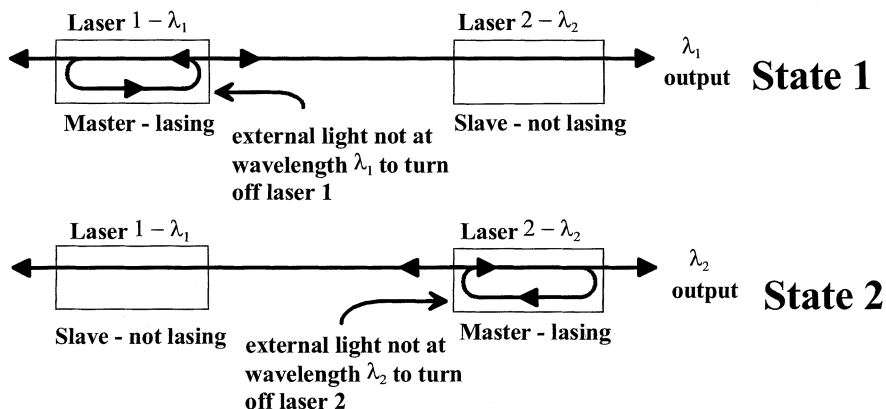 Laser 1 – λ₁
Laser 2 – λ₂
λ₁
output
State 1
Master - lasing
Slave - not lasing
external light not at
wavelength λ₁ to turn
off laser 1
Laser 1 – λ₁
Laser 2 – λ₂
λ₂
output
State 2
Slave - not lasing
Master - lasing
external light not at
wavelength λ₂ to turn
off laser 2